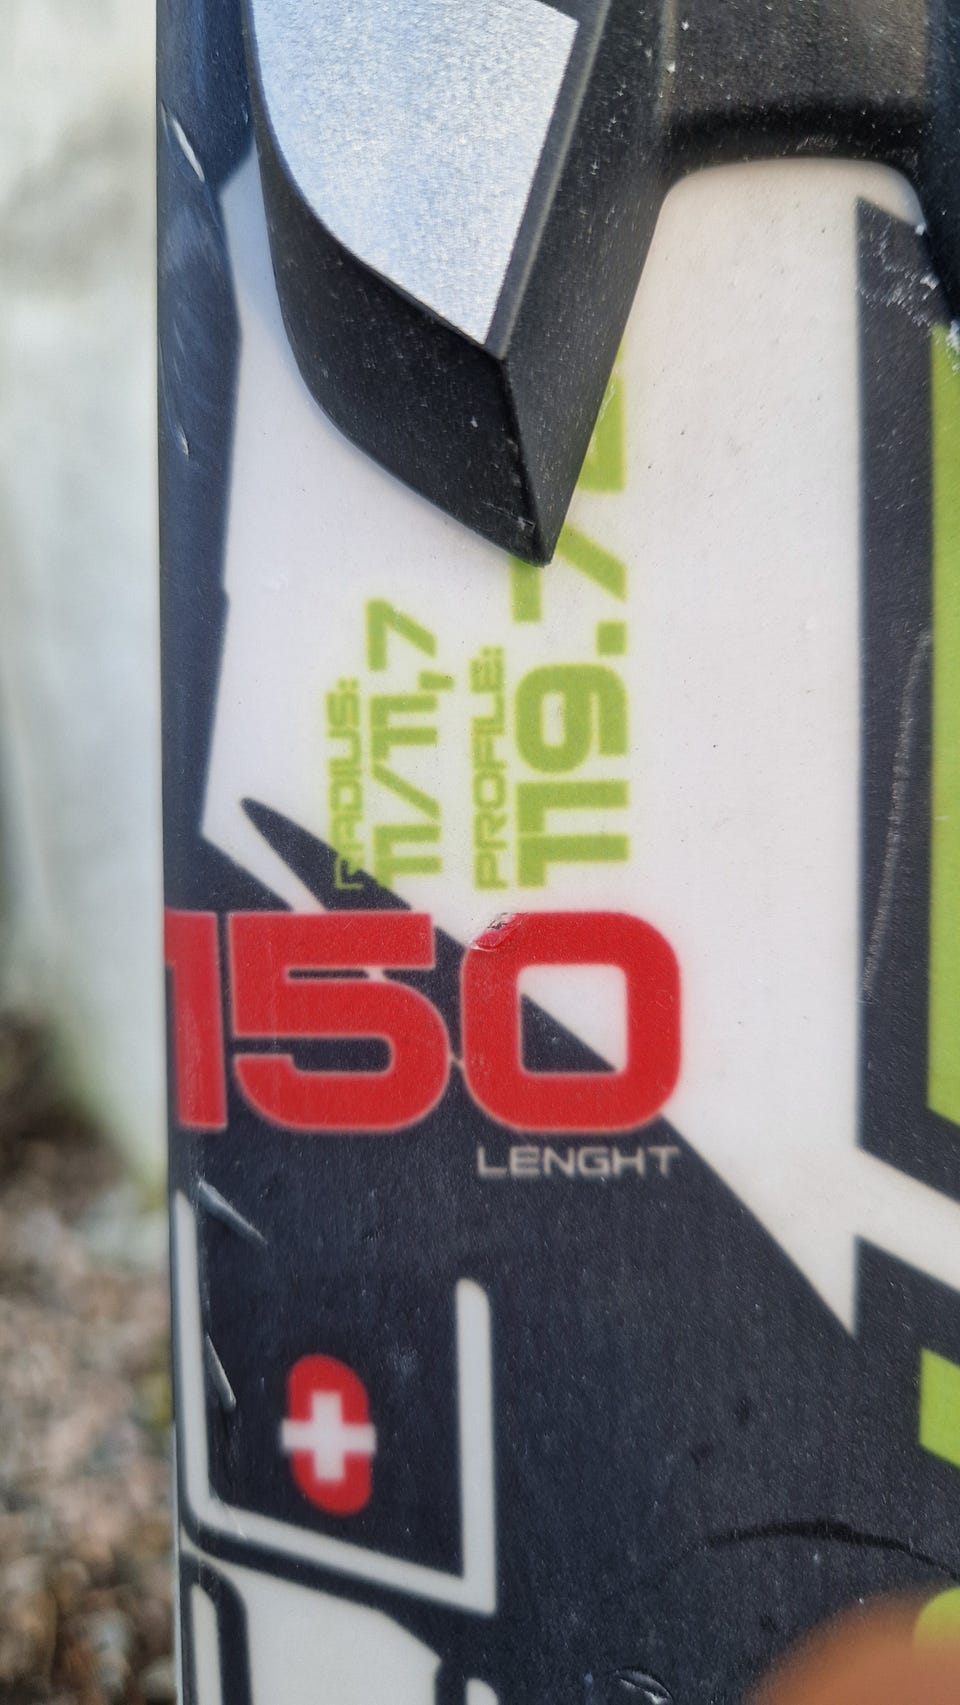 RADIUS:
11/11,7
PROFILE:
119.7
150
LENGHT